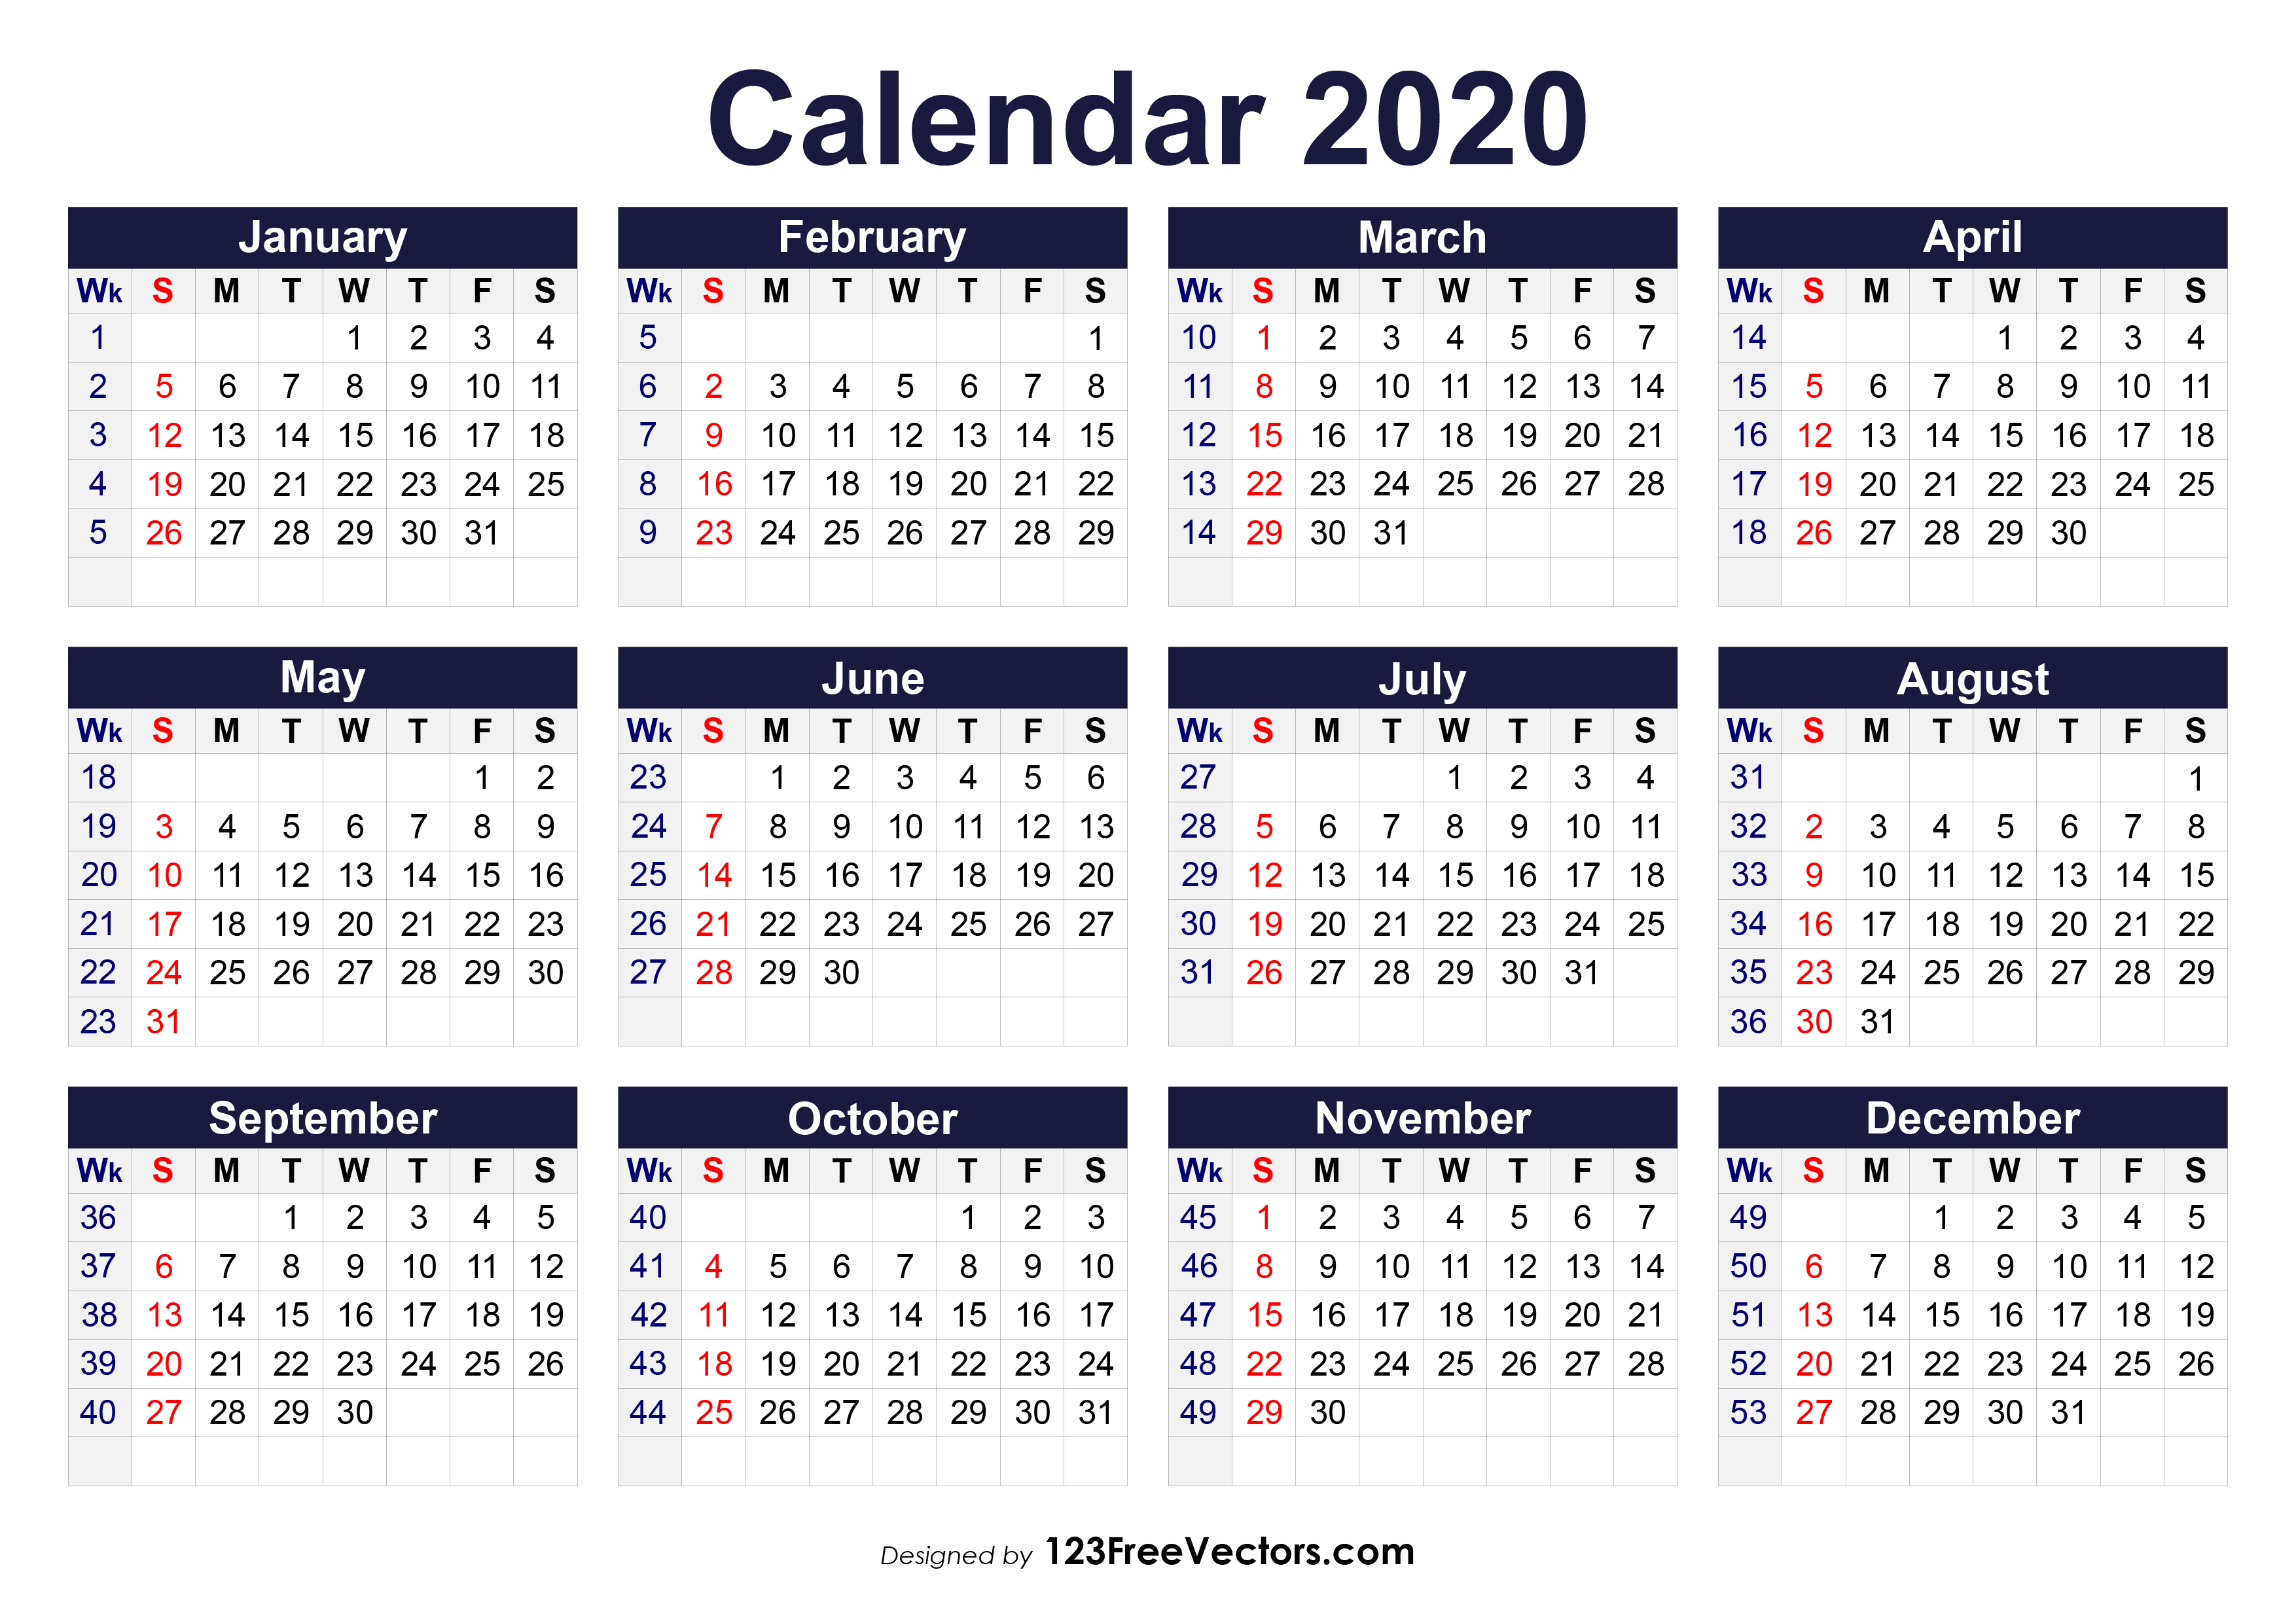 Calendar 2020
January February March April
Wk S M T W T F S Wk S M T W T F S Wk S M T W T F S Wk S M T W T F S
1 1 2 3 4 5 1 10 1 2 3 4 5 6 7 14 1 2 3 4
2 5 6 7 8 9 10 11 6 2 3 4 5 6 7 8 11 8 9 10 11 12 13 14 15 5 6 7 8 9 10 11
3 12 13 14 15 16 17 18 7 9 10 11 12 13 14 15 12 15 16 17 18 19 20 21 16 12 13 14 15 16 17 18
4 19 20 21 22 23 24 25 8 16 17 18 19 20 21 22 13 22 23 24 25 26 27 28 17 19 20 21 22 23 24 25
5 26 27 28 29 30 31 9 23 24 25 26 27 28 29 14 29 30 31 18 26 27 28 29 30
May June July August
Wk S M T W T F S Wk S M T W T F S Wk S M T W T F S Wk S M T W T F S
18 1 2 23 1 2 3 4 5 6 27 1 2 3 4 31 1
19 3 4 5 6 7 8 9 24 7 8 9 10 11 12 13 28 5 6 7 8 9 10 11 32 2 3 4 5 6 7 8
20 10 11 12 13 14 15 16 25 14 15 16 17 18 19 20 29 12 13 14 15 16 17 18 33 9 10 11 12 13 14 15
21 17 18 19 20 21 22 23 26 21 22 23 24 25 26 27 30 19 20 21 22 23 24 25 34 16 17 18 19 20 21 22
22 24 25 26 27 28 29 30 27 28 29 30 31 26 27 28 29 30 31 35 23 24 25 26 27 28 29
23 31 36 30 31
September October November December
Wk S M T W T F S Wk S M T W T F S Wk S M T W T F S Wk S M T W T F S
36 1 2 3 4 5 40 1 2 3 45 1 2 3 4 5 6 7 49 1 2 3 4 5
37 6 7 8 9 10 11 12 41 4 5 6 7 8 9 10 46 8 9 10 11 12 13 14 50 6 7 8 9 10 11 12
38 13 14 15 16 17 18 19 42 11 12 13 14 15 16 17 47 15 16 17 18 19 20 21 51 13 14 15 16 17 18 19
39 20 21 22 23 24 25 26 43 18 19 20 21 22 23 24 48 22 23 24 25 26 27 28 52 20 21 22 23 24 25 26
40 27 28 29 30 44 25 26 27 28 29 30 31 49 29 30 53 27 28 29 30 31
Designed by 123FreeVectors.com